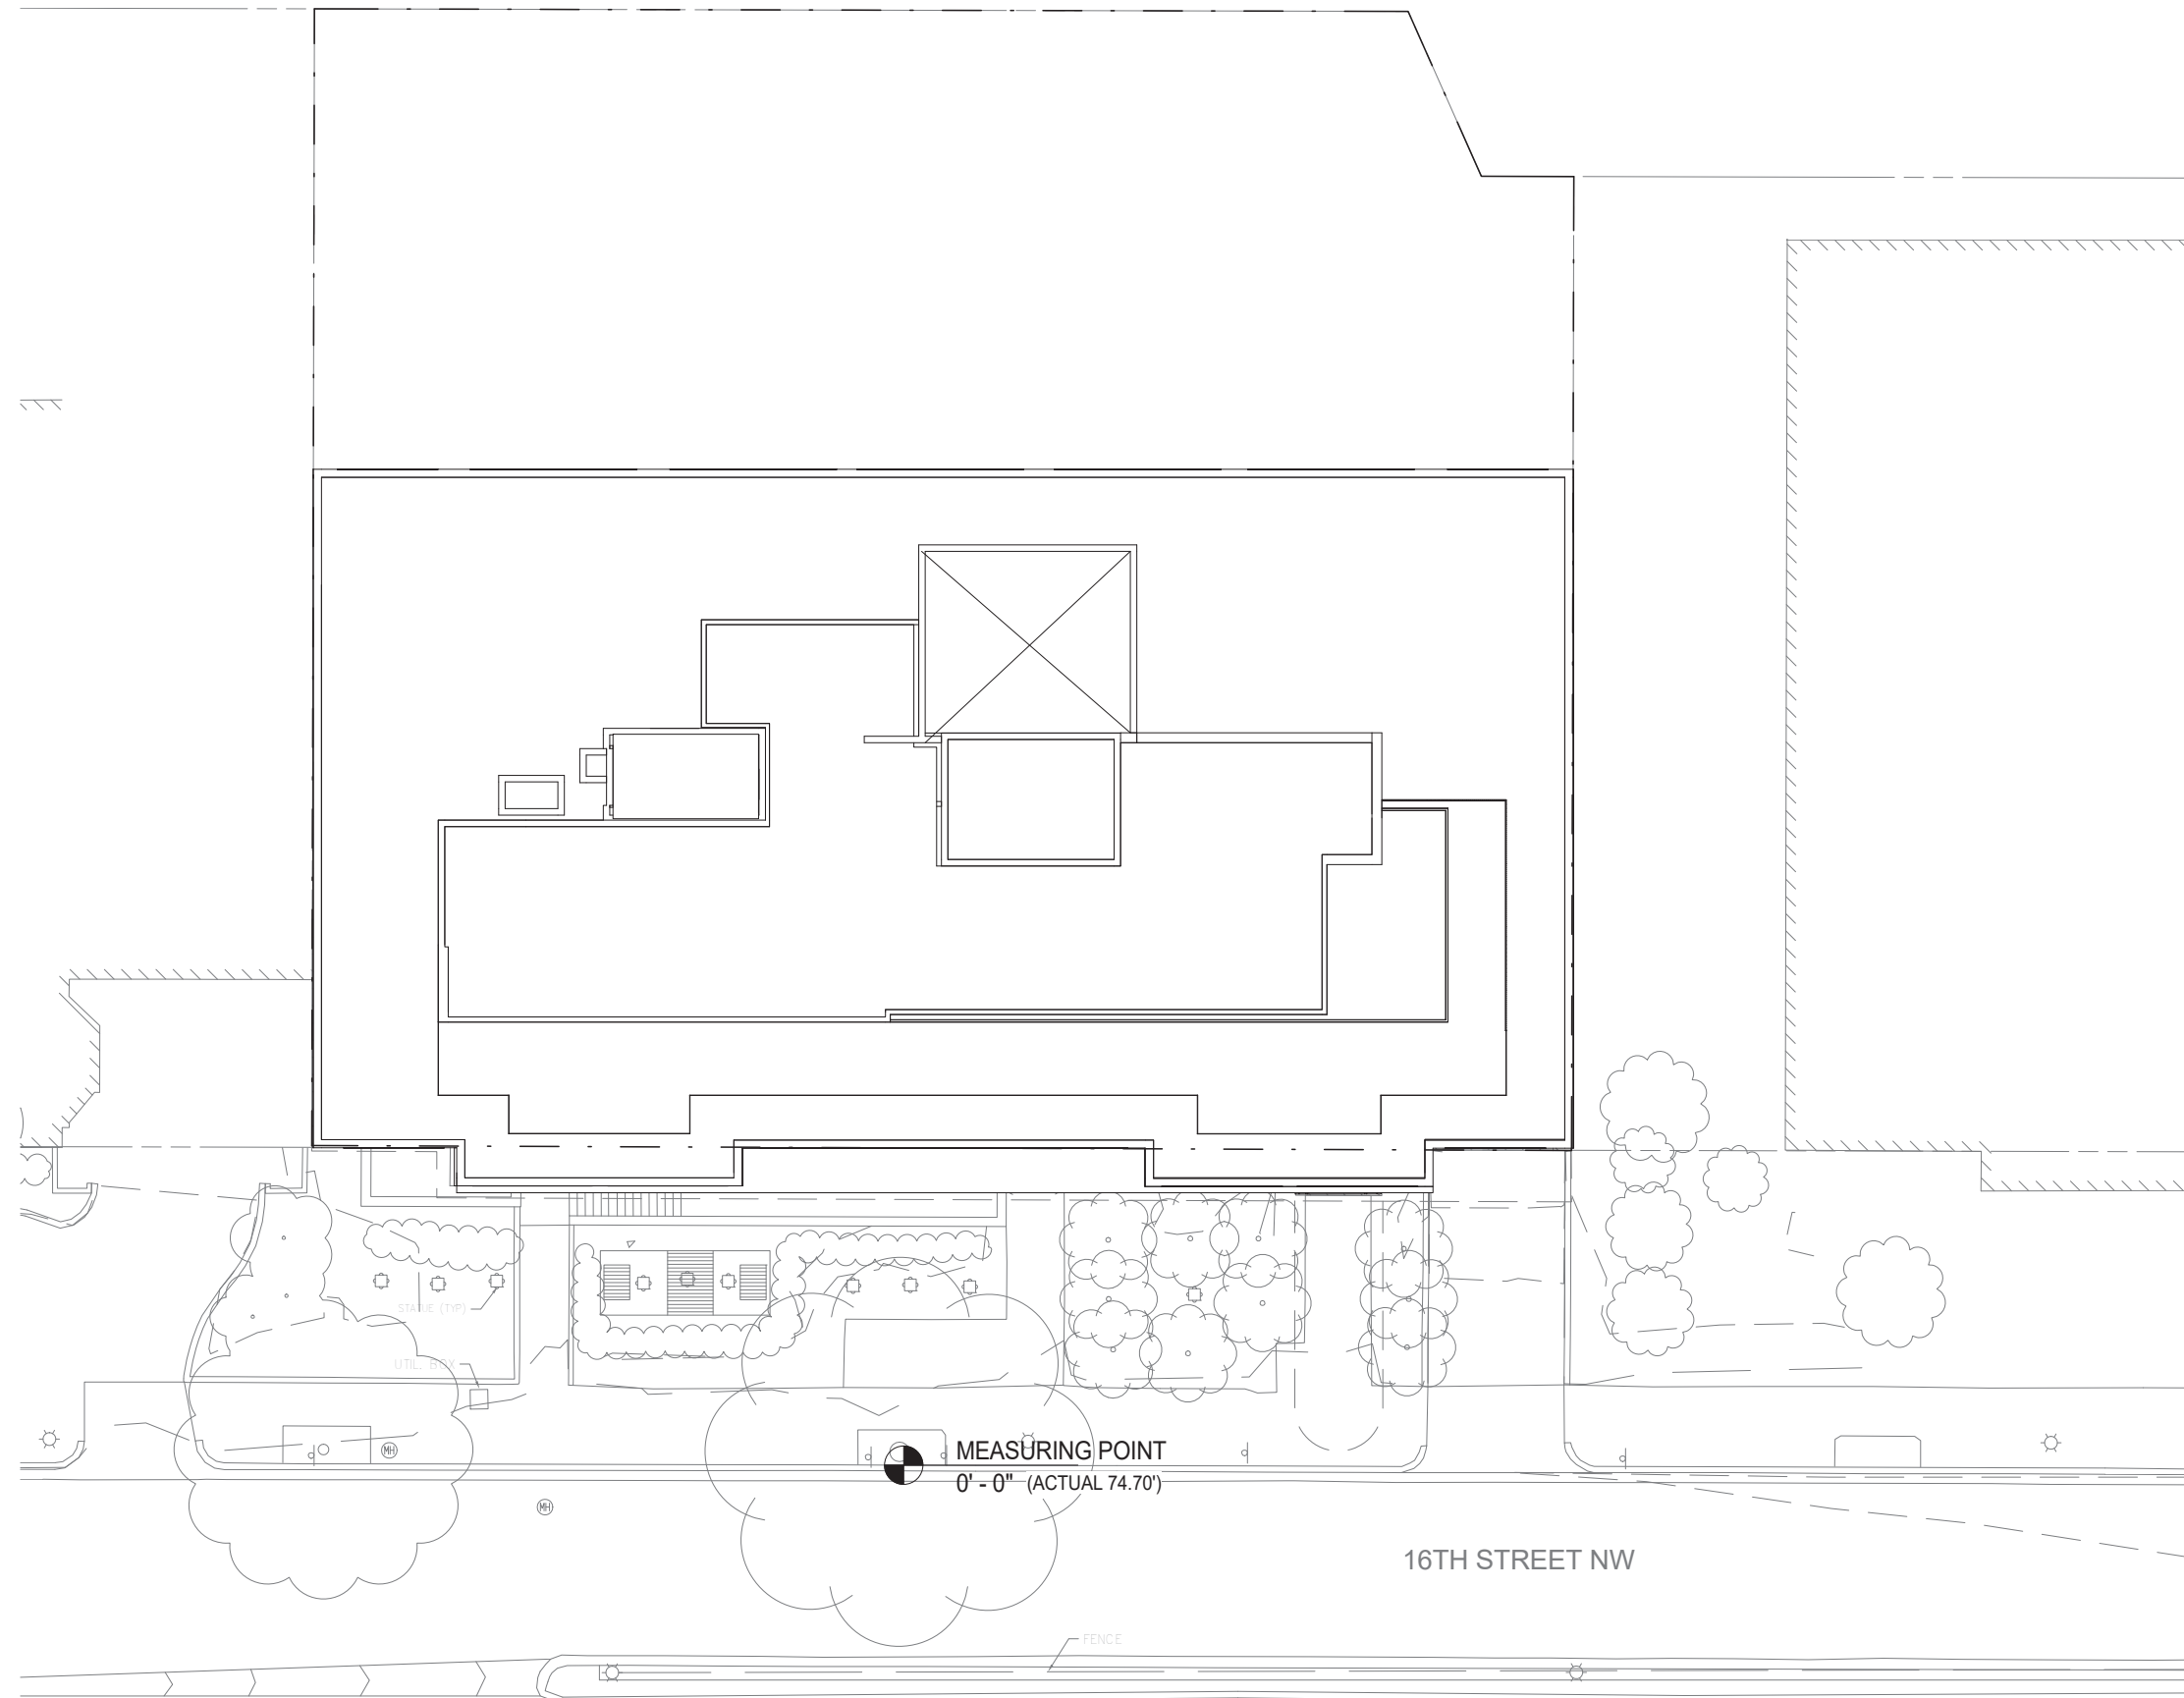 STATUE (TYP)
UTIL. BOX
MH
MEASURING POINT
0' - 0" (ACTUAL 74.70')
MH
16TH STREET NW
FENCE